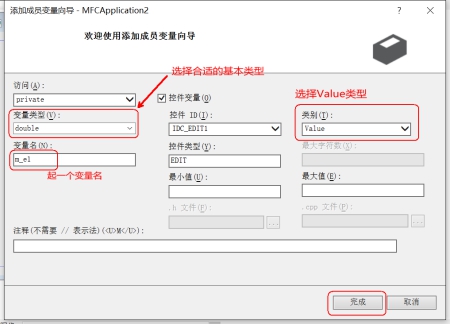 添加成员变量向导 - MFCApplication2
? ×
欢迎使用添加成员变量向导
选择合适的基本类型
访问(A):
private
控件变量(O)
选择Value类型
变量类型(V):
控件 ID(I):
类别(T):
double
IDC_EDIT1
Value
变量名(N):
控件类型(Y):
最大字符数(X):
m_e1
EDIT
起一个变量名
最小值(U):
最大值(E):
.h 文件(F):
.cpp 文件(P):
...
...
注释(不需要 // 表示法)(<U>M</U>):
完成
取消